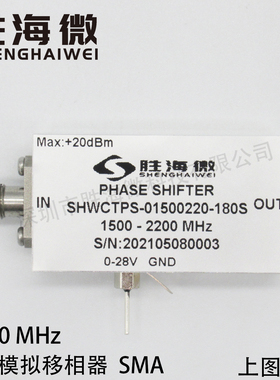 胜海微
SHENGHAIWEI
Max:+20dBm
胜海微
SHENGHAIWEI
IN
PHASE SHIFTER
OUT
SHWCTPS-01500220-180S
1500 - 2200 MHz
S/N:202105080003
0-28V GND
0 MHz
模拟移相器 SMA
上图